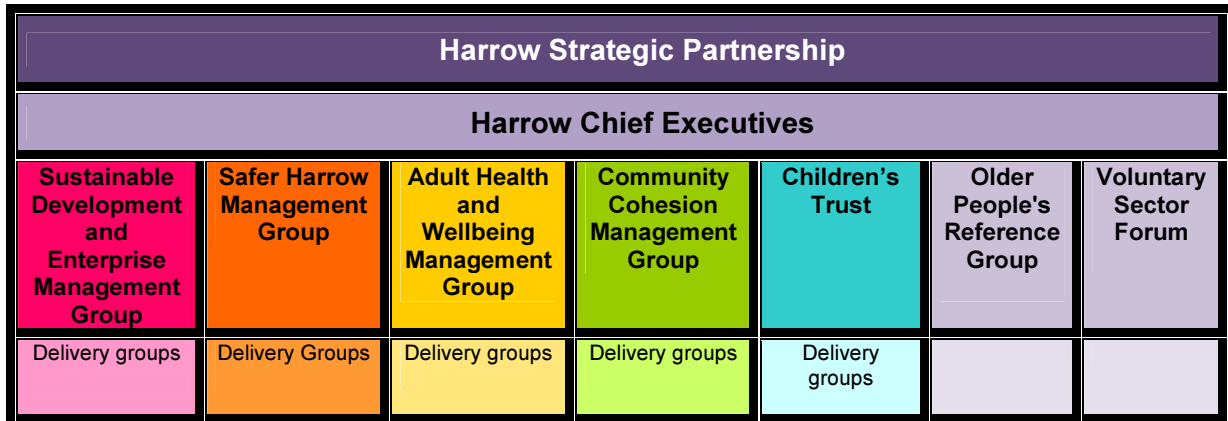 Harrow Strategic Partnership
Harrow Chief Executives
Sustainable
Development
and
Enterprise
Management
Group
Safer Harrow
Management
Group
Adult Health
and
Wellbeing
Management
Group
Community
Cohesion
Management
Group
Children’s
Trust
Older
People's
Reference
Group
Voluntary
Sector
Forum
Delivery groups
Delivery Groups
Delivery groups
Delivery groups
Delivery
groups